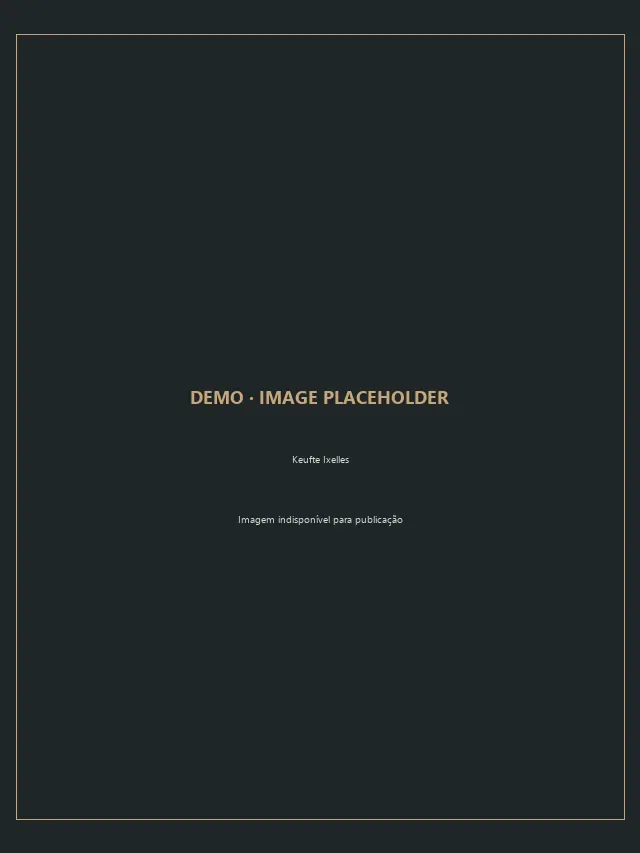 DEMO · IMAGE PLACEHOLDER
Keufte Ixelles
Imagem indisponível para publicação